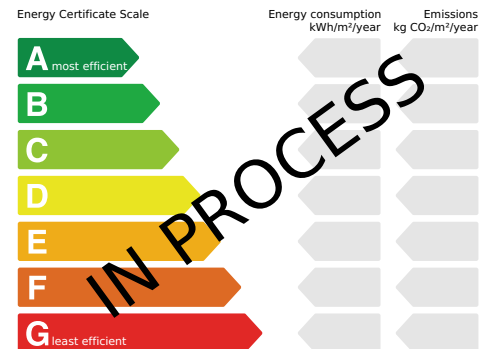 Energy Certificate Scale
Energy consumption
kWh/m²/year
Emissions
kg CO₂/m²/year
A most efficient
B
C
D
E
F
G least efficient
IN PROCESS